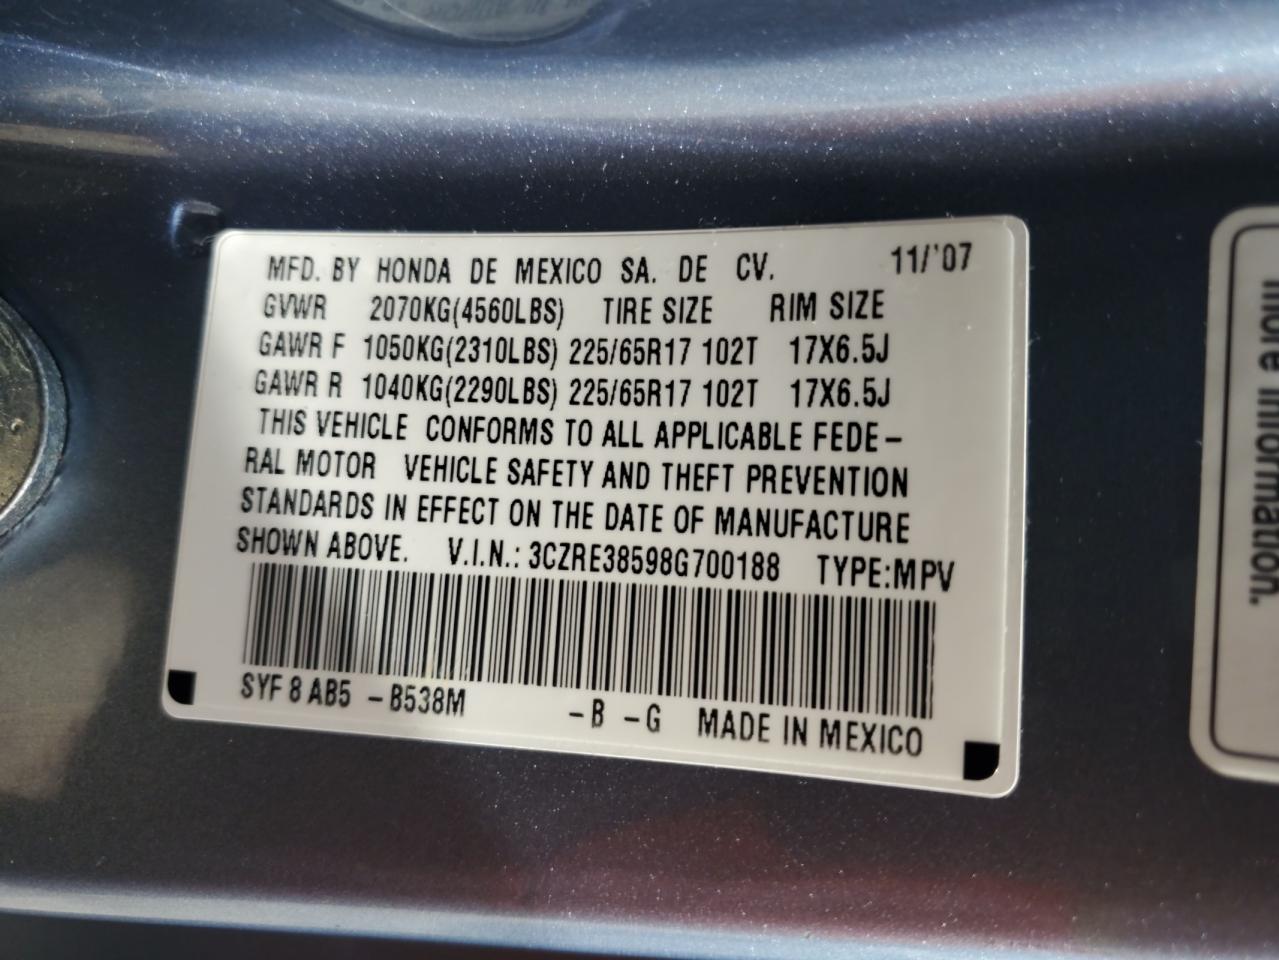 MFD. BY HONDA DE MEXICO SA. DE CV. 11/'07
GVWR 2070KG(4560LBS) TIRE SIZE RIM SIZE
GAWR F 1050KG(2310LBS) 225/65R17 102T 17X6.5J
GAWR R 1040KG(2290LBS) 225/65R17 102T 17X6.5J
THIS VEHICLE CONFORMS TO ALL APPLICABLE FEDE-
RAL MOTOR VEHICLE SAFETY AND THEFT PREVENTION
STANDARDS IN EFFECT ON THE DATE OF MANUFACTURE
SHOWN ABOVE. V.I.N.: 3CZRE38598G700188 TYPE:MPV
SYF 8 AB5 -B538M -B -G MADE IN MEXICO
more information.